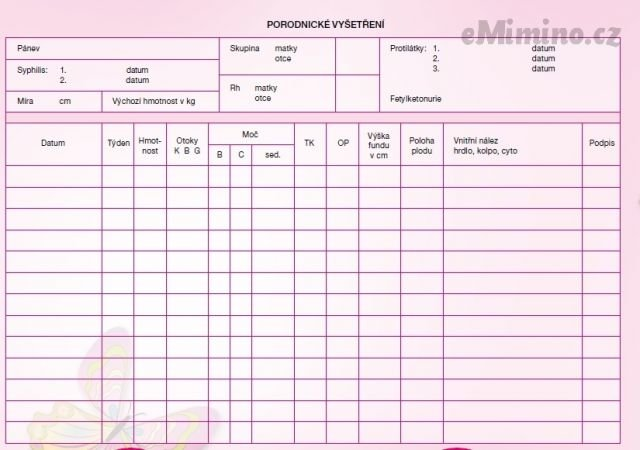 PORODNICKÉ VYŠETŘENÍ
eMimino.cz
Pánev
Syphilis: 1. datum
2. datum
Míra cm
Výchozí hmotnost v kg
Skupina matky
otce
Rh matky
otce
Protilátky: 1. datum
2. datum
3. datum
Fetylketonurie
Datum
Týden
Hmot-
nost
Otoky
K B G
Moč
B C sed.
TK
OP
Výška
fundu
v cm
Poloha
plodu
Vnitřní nález
hrdlo, kolpo, cyto
Podpis